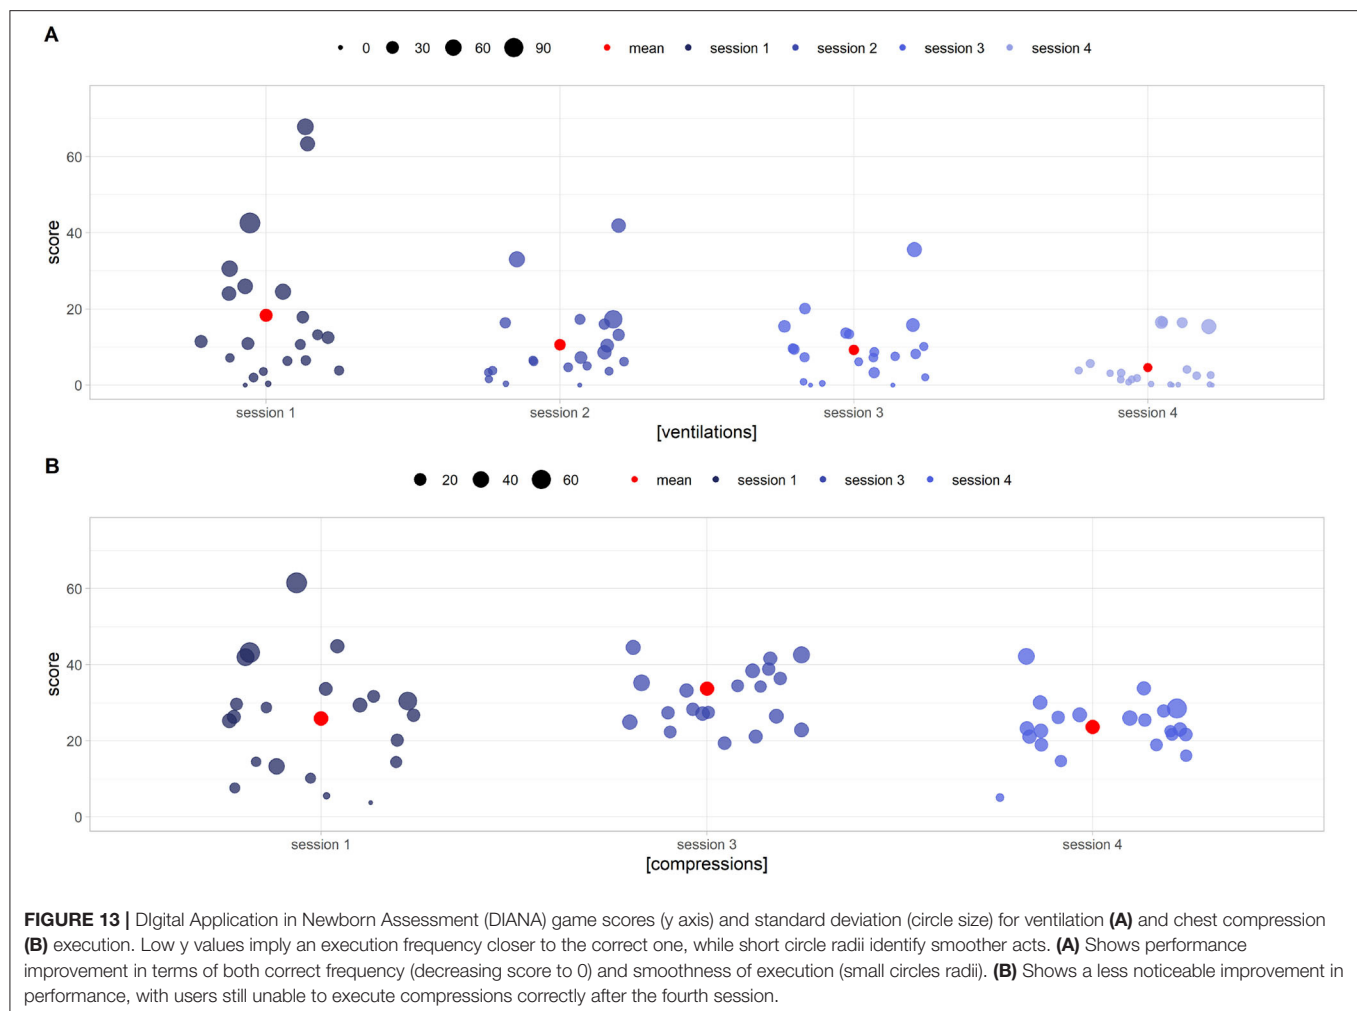 A
0 30 60 90 mean session 1 session 2 session 3 session 4
60
40
20
0
score
session 1 session 2 session 3 session 4
[ventilations]
B
20 40 60 mean session 1 session 3 session 4
60
40
20
0
score
session 1 session 3 session 4
[compressions]
FIGURE 13 | DIgital Application in Newborn Assessment (DIANA) game scores (y axis) and standard deviation (circle size) for ventilation (A) and chest compression
(B) execution. Low y values imply an execution frequency closer to the correct one, while short circle radii identify smoother acts. (A) Shows performance
improvement in terms of both correct frequency (decreasing score to 0) and smoothness of execution (small circles radii). (B) Shows a less noticeable improvement in
performance, with users still unable to execute compressions correctly after the fourth session.